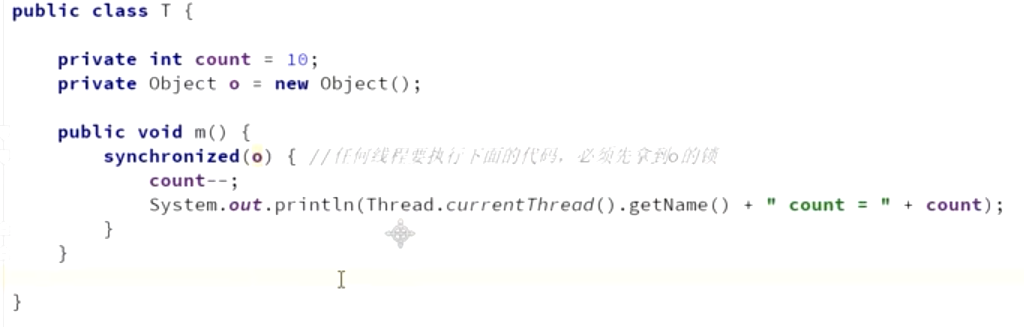 public class T {
private int count = 10;
private Object o = new Object();
public void m() {
synchronized(o) { //任何线程要执行下面的代码，必须先拿到o的锁
count--;
System.out.println(Thread.currentThread().getName() + " count = " + count);
}
}
}